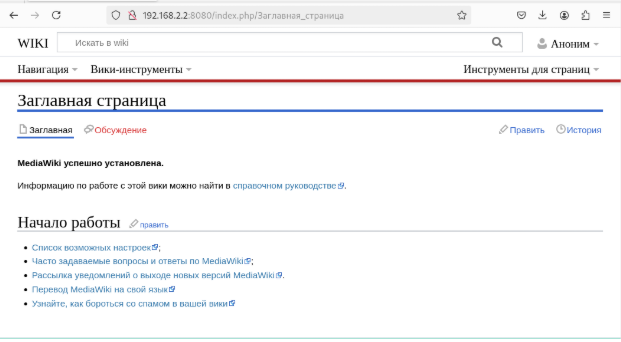 192.168.2.2:8080/index.php/Заглавная_страница
WIKI
Искать в wiki
Аноним
Навигация
Вики-инструменты
Инструменты для страниц
Заглавная страница
Заглавная
Обсуждение
Править
История
MediaWiki успешно установлена.
Информацию по работе с этой вики можно найти в справочном руководстве.
Начало работы
править
Список возможных настроек;
Часто задаваемые вопросы и ответы по MediaWiki;
Рассылка уведомлений о выходе новых версий MediaWiki.
Перевод MediaWiki на свой язык
Узнайте, как бороться со спамом в вашей вики